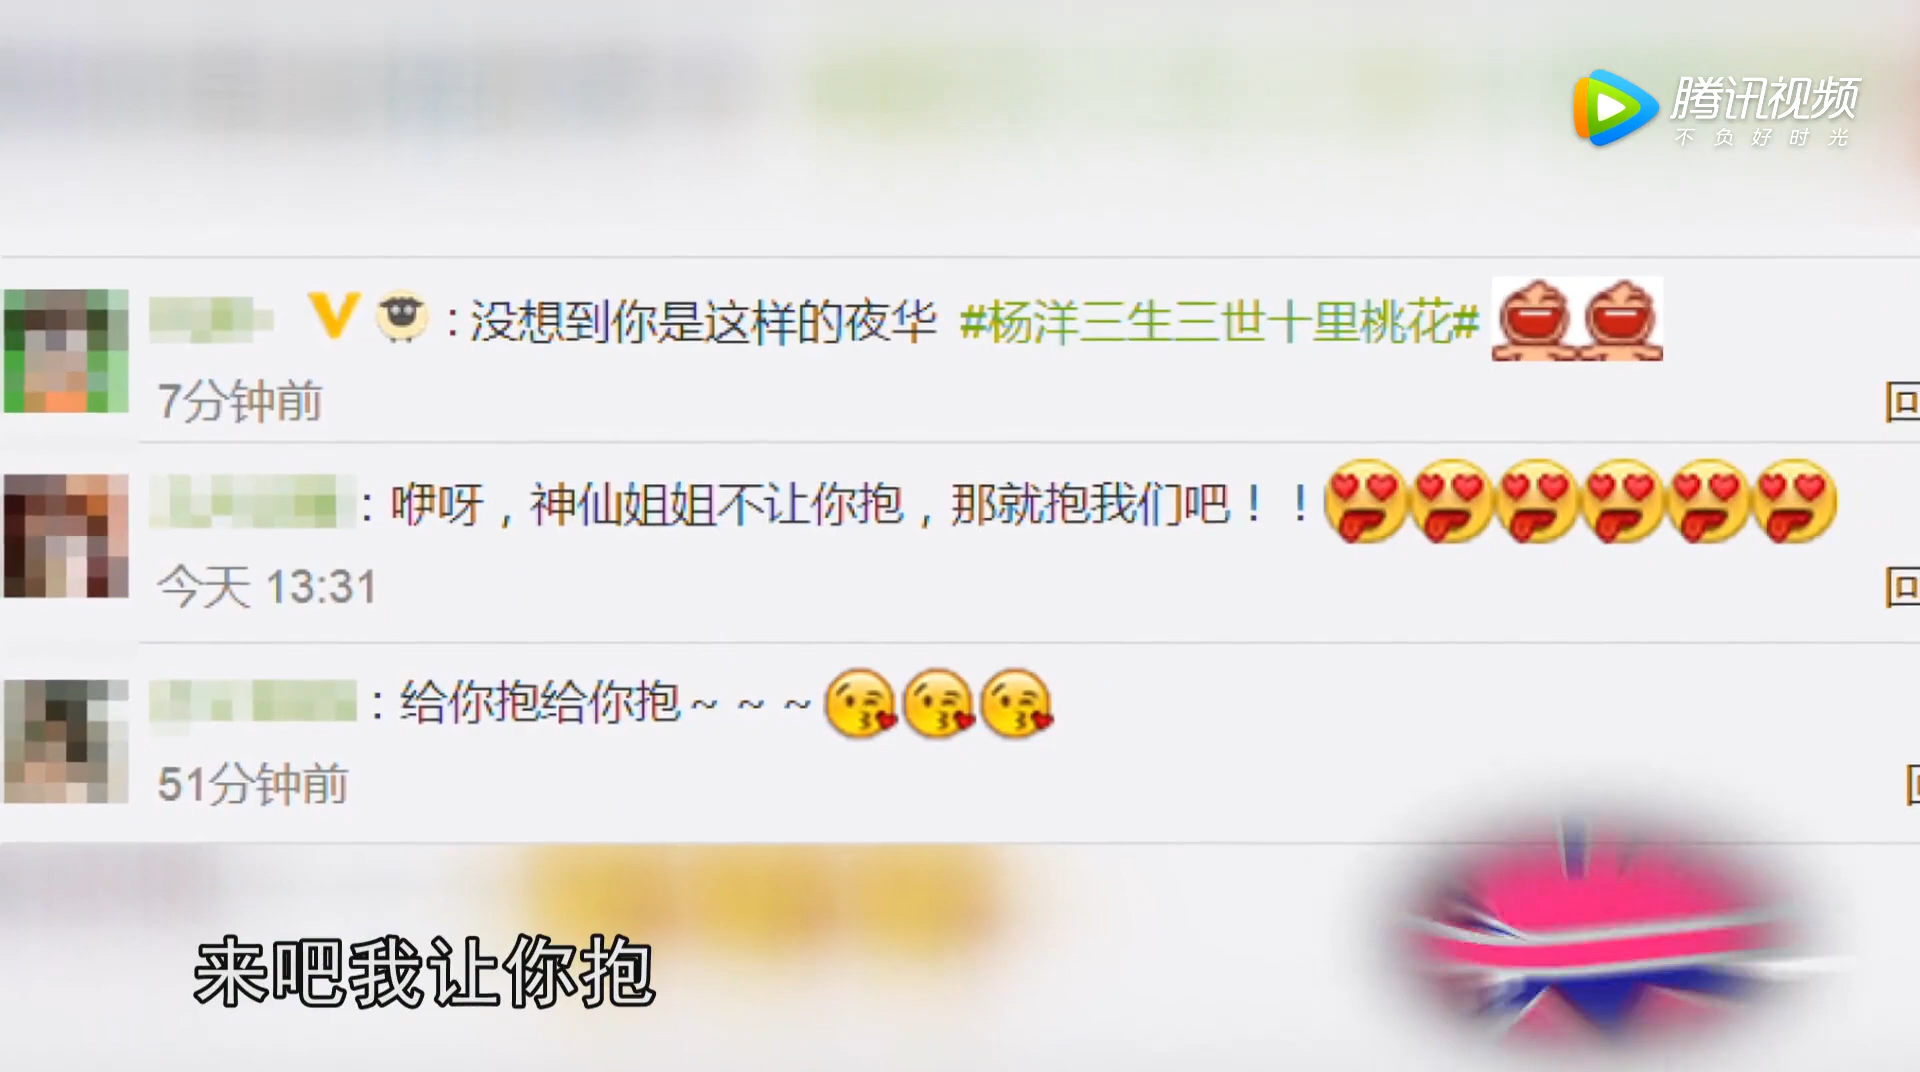 腾讯视频
不负好时光
：没想到你是这样的夜华 #杨洋三生三世十里桃花#
7分钟前
回
：咿呀，神仙姐姐不让你抱，那就抱我们吧！！
今天 13:31
回
：给你抱给你抱～～～
51分钟前
来吧我让你抱